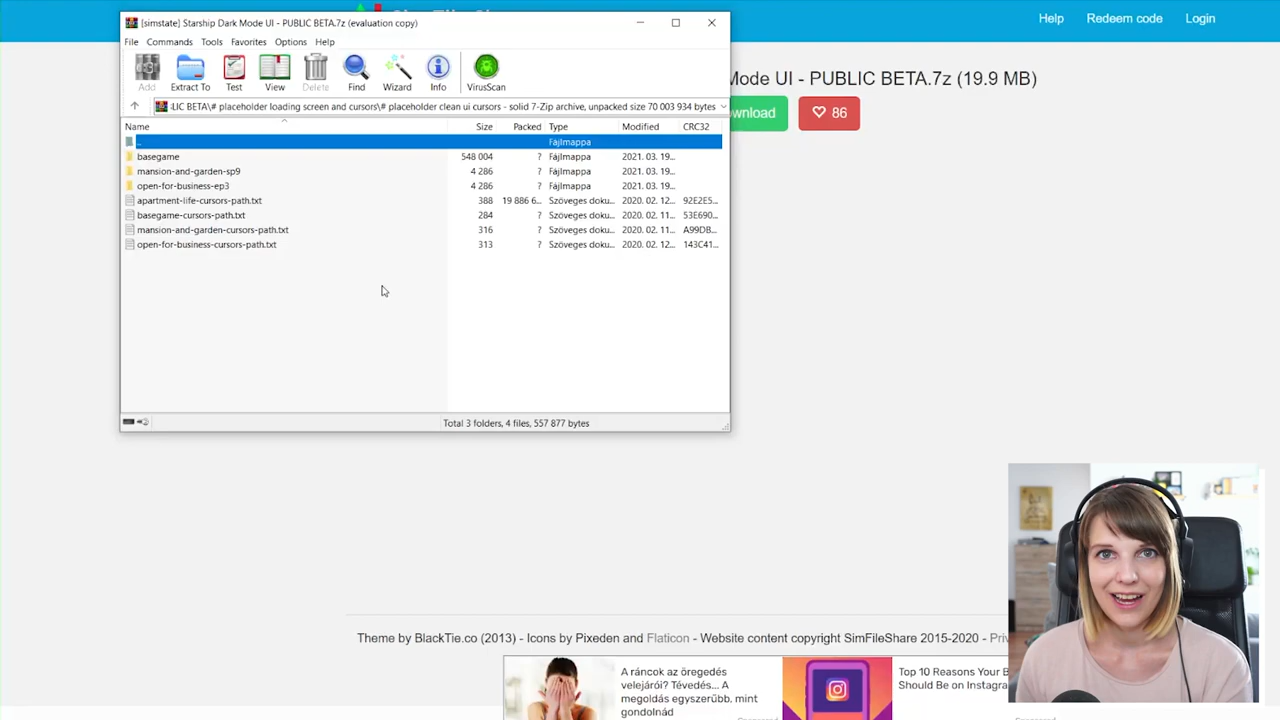 [simstate] Starship Dark Mode UI - PUBLIC BETA.7z (evaluation copy)
Help Redeem code Login
File Commands Tools Favorites Options Help
Mode UI - PUBLIC BETA.7z (19.9 MB)
Add Extract To Test View Delete Find Wizard Info VirusScan
wnload 86
LIC BETA\# placeholder loading screen and cursors\# placeholder clean ui cursors - solid 7-Zip archive, unpacked size 70 003 934 bytes
Name Size Packed Type Modified CRC32
.. Fájlmappa
basegame 548 004 ? Fájlmappa 2021. 03. 19...
mansion-and-garden-sp9 4 286 ? Fájlmappa 2021. 03. 19...
open-for-business-ep3 4 286 ? Fájlmappa 2021. 03. 19...
apartment-life-cursors-path.txt 388 19 886 6... Szöveges doku... 2020. 02. 12... 92E2E5...
basegame-cursors-path.txt 284 ? Szöveges doku... 2020. 02. 11... 53E690...
mansion-and-garden-cursors-path.txt 316 ? Szöveges doku... 2020. 02. 11... A99DB...
open-for-business-cursors-path.txt 313 ? Szöveges doku... 2020. 02. 12... 143C41...
Total 3 folders, 4 files, 557 877 bytes
Theme by BlackTie.co (2013) - Icons by Pixeden and Flaticon - Website content copyright SimFileShare 2015-2020 - Priv
A ráncok az öregedés
velejárói? Tévedés... A
megoldás egyszerűbb, mint
gondolnád
Top 10 Reasons Your B
Should Be on Instagra
Sponsored